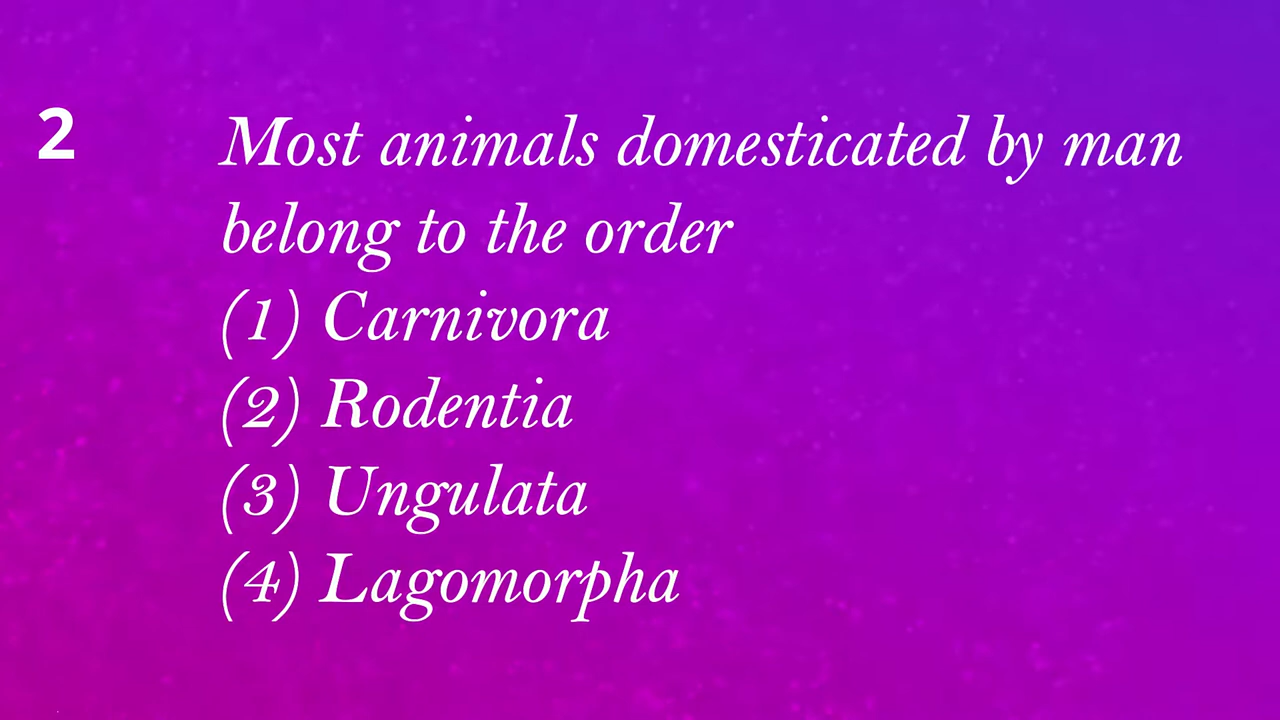 2
Most animals domesticated by man
belong to the order
(1) Carnivora
(2) Rodentia
(3) Ungulata
(4) Lagomorpha